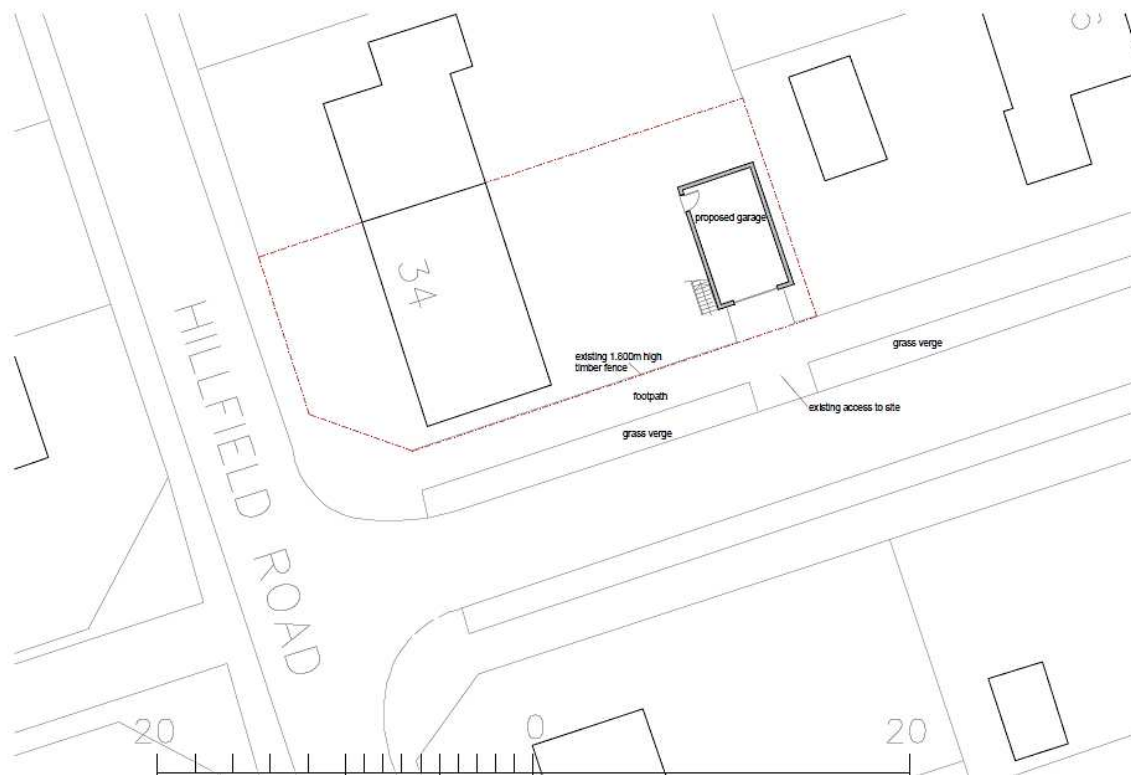 proposed garage
34
HILLFIELD ROAD
grass verge
existing 1.800m high
timber fence
footpath
existing access to site
grass verge
20
0
20